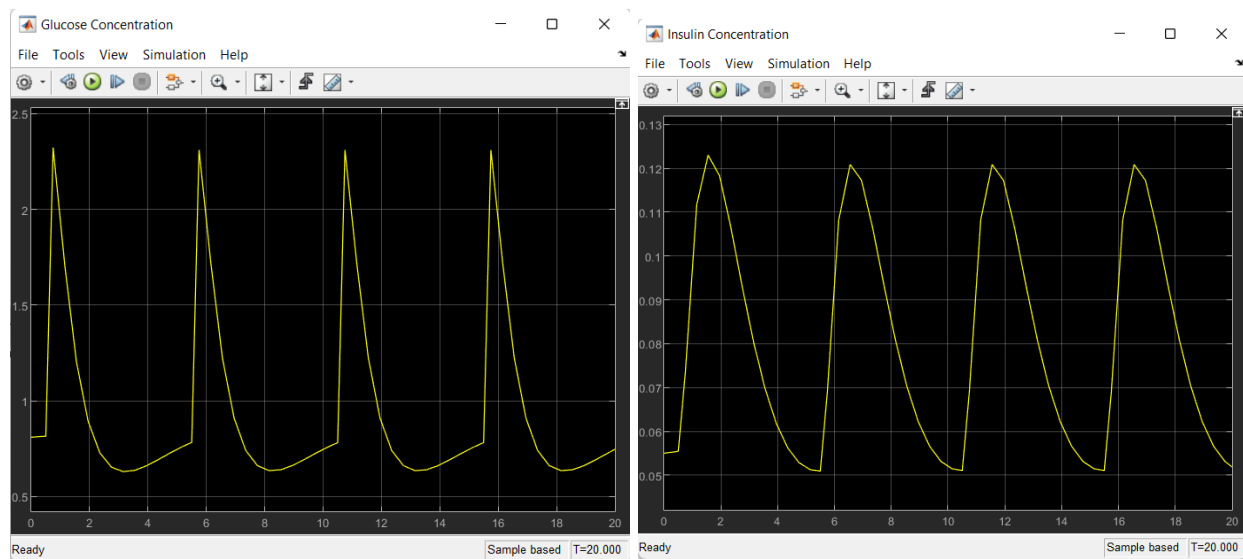 Glucose Concentration
File Tools View Simulation Help
2.5
2
1.5
1
0.5
0 2 4 6 8 10 12 14 16 18 20
Ready Sample based T=20.000
Insulin Concentration
File Tools View Simulation Help
0.13
0.12
0.11
0.1
0.09
0.08
0.07
0.06
0.05
0 2 4 6 8 10 12 14 16 18 20
Ready Sample based T=20.000